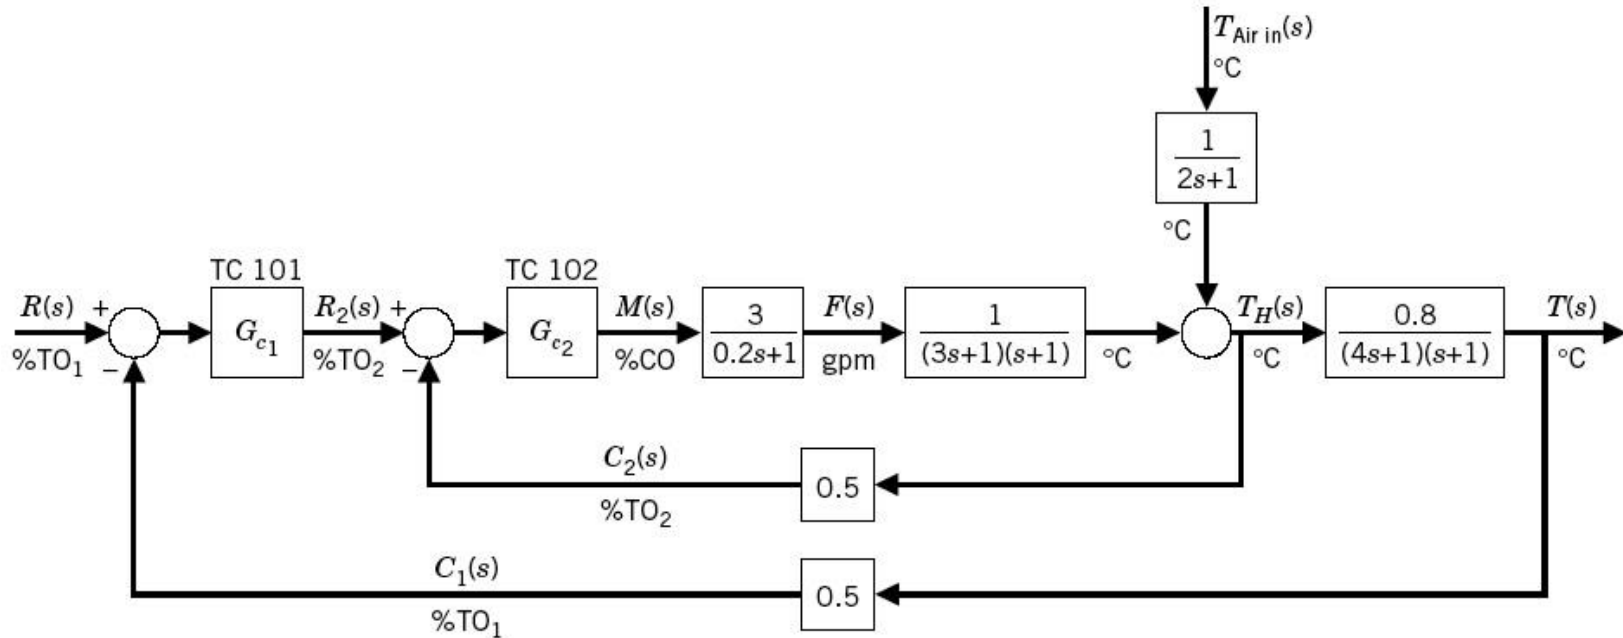 T_Air in(s)
°C
1
2s+1
°C
TC 101
TC 102
R(s)
+
G_c1
R_2(s)
+
G_c2
M(s)
3
0.2s+1
F(s)
1
(3s+1)(s+1)
T_H(s)
0.8
(4s+1)(s+1)
T(s)
%TO_1
−
%TO_2
−
%CO
gpm
°C
°C
°C
C_2(s)
0.5
%TO_2
C_1(s)
0.5
%TO_1